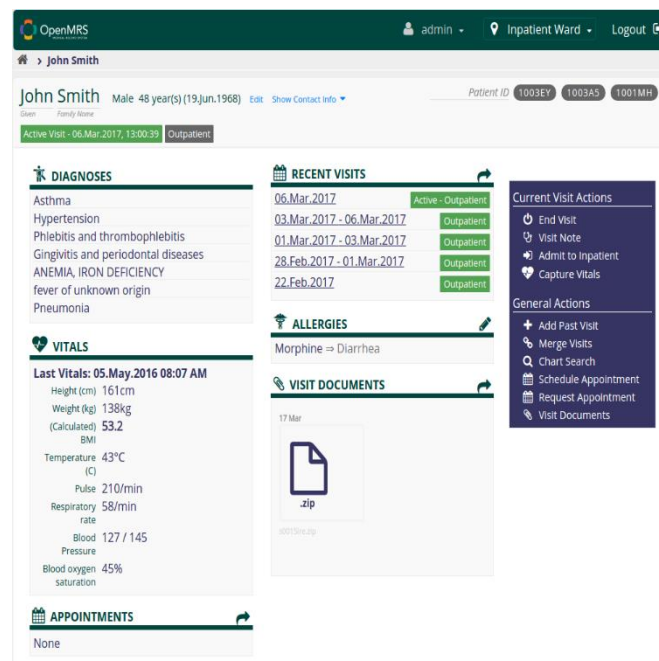 OpenMRS
admin
Inpatient Ward
Logout
John Smith
John Smith Male 48 year(s) (19.Jun.1968) Edit Show Contact Info
Given Family Name
Patient ID 1003EY 1003A5 1001MH
Active Visit - 06.Mar.2017, 13:00:39 Outpatient
DIAGNOSES
Asthma
Hypertension
Phlebitis and thrombophlebitis
Gingivitis and periodontal diseases
ANEMIA, IRON DEFICIENCY
fever of unknown origin
Pneumonia
VITALS
Last Vitals: 05.May.2016 08:07 AM
Height (cm) 161cm
Weight (kg) 138kg
(Calculated) 53.2
BMI
Temperature 43°C
(C)
Pulse 210/min
Respiratory 58/min
rate
Blood 127 / 145
Pressure
Blood oxygen 45%
saturation
APPOINTMENTS
None
RECENT VISITS
06.Mar.2017 Active - Outpatient
03.Mar.2017 - 06.Mar.2017 Outpatient
01.Mar.2017 - 03.Mar.2017 Outpatient
28.Feb.2017 - 01.Mar.2017 Outpatient
22.Feb.2017 Outpatient
ALLERGIES
Morphine ⇒ Diarrhea
VISIT DOCUMENTS
17 Mar
.zip
Current Visit Actions
End Visit
Visit Note
Admit to Inpatient
Capture Vitals
General Actions
Add Past Visit
Merge Visits
Chart Search
Schedule Appointment
Request Appointment
Visit Documents